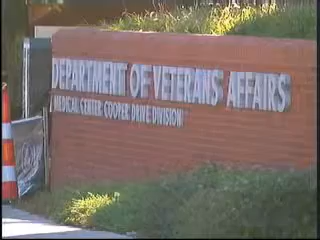 DEPARTMENT OF VETERANS AFFAIRS
MEDICAL CENTER COOPER DRIVE DIVISION